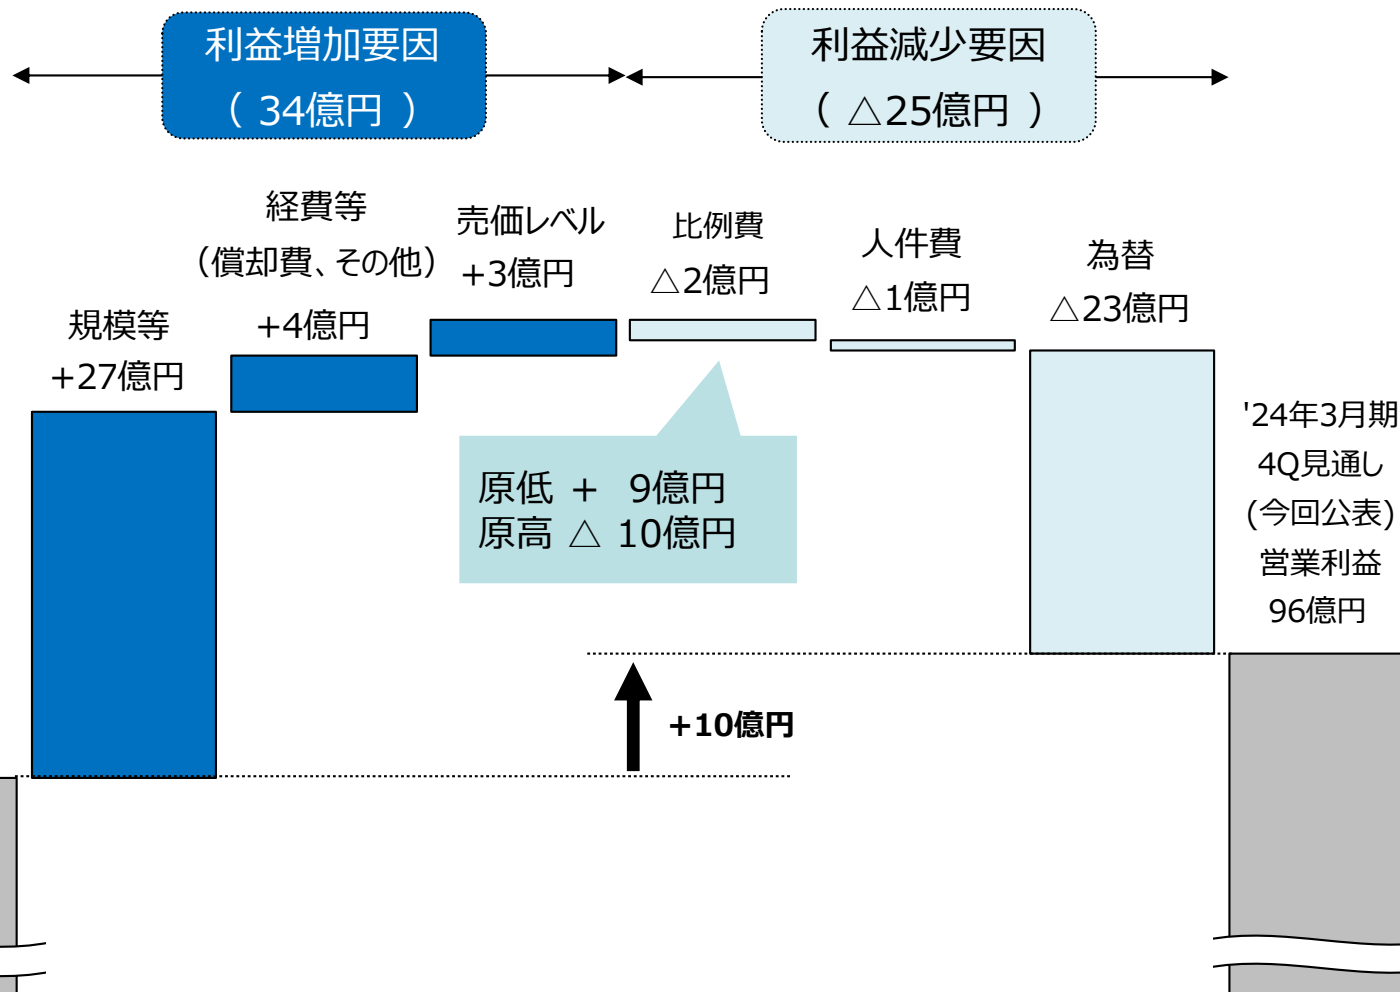 利益増加要因
（ 34億円 ）
利益減少要因
（ △25億円 ）
規模等
+27億円
経費等
（償却費、その他）
+4億円
売価レベル
+3億円
比例費
△2億円
人件費
△1億円
為替
△23億円
原低 + 9億円
原高 △ 10億円
+10億円
'24年3月期
4Q見通し
(今回公表)
営業利益
96億円